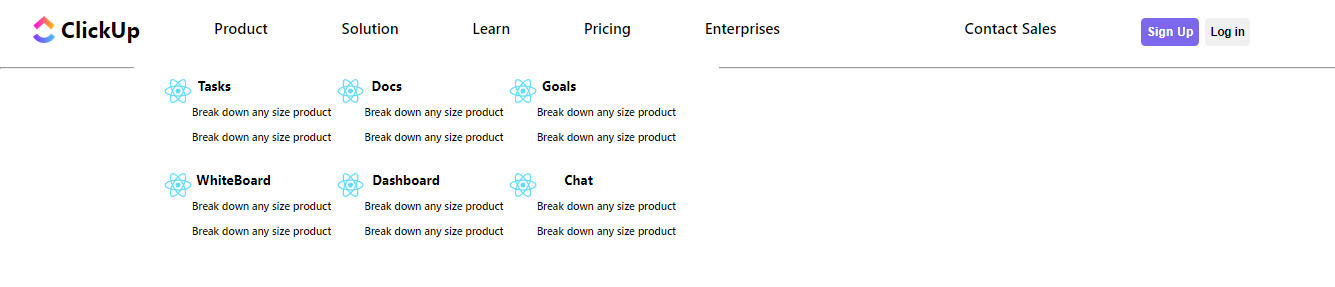 ClickUp Product Solution Learn Pricing Enterprises Contact Sales Sign Up Log in
Tasks Docs Goals
Break down any size product Break down any size product Break down any size product
Break down any size product Break down any size product Break down any size product
WhiteBoard Dashboard Chat
Break down any size product Break down any size product Break down any size product
Break down any size product Break down any size product Break down any size product